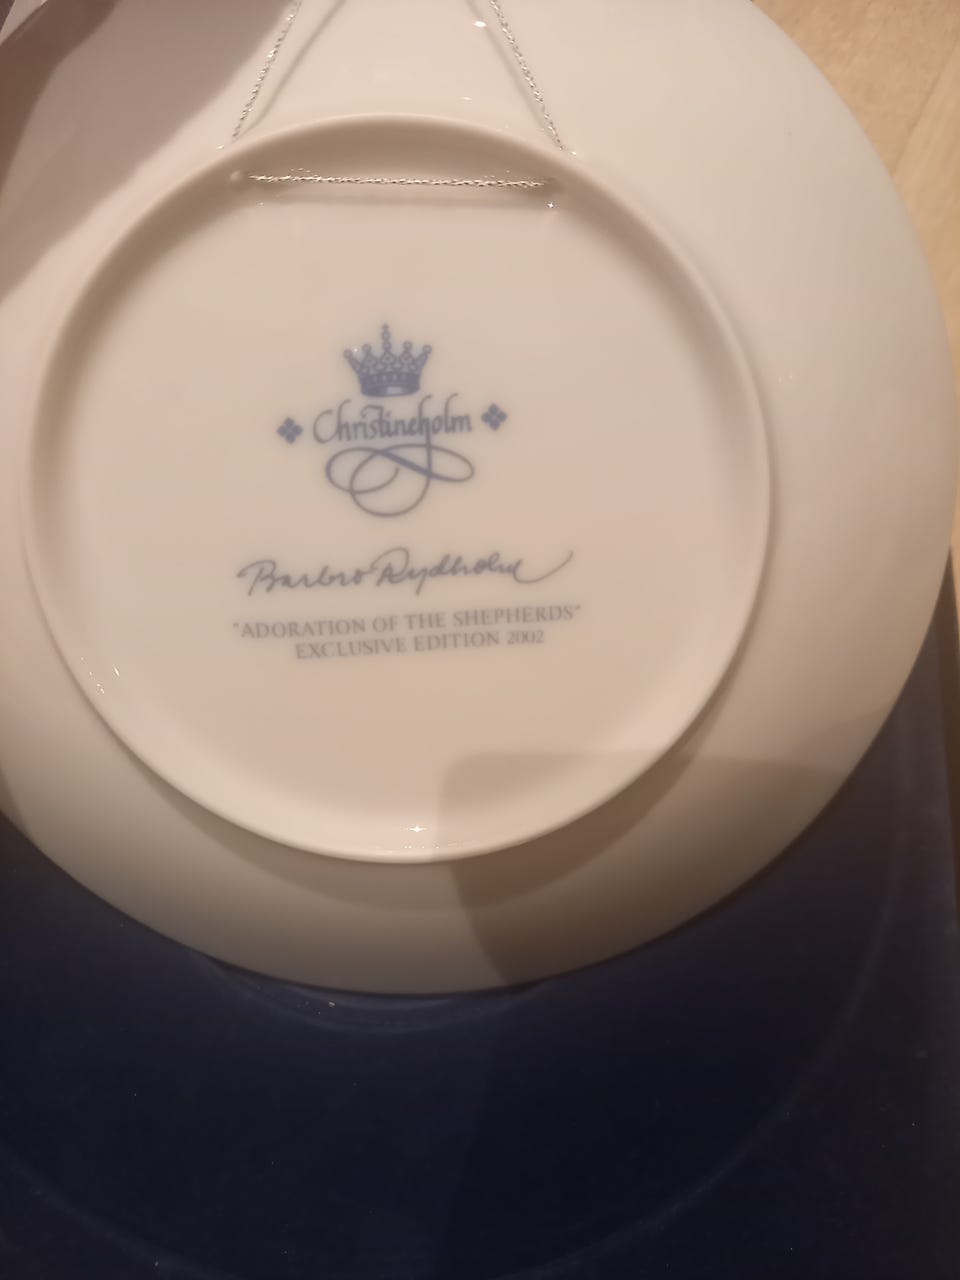 Christineholm
Barbro Rydholm
"ADORATION OF THE SHEPHERDS"
EXCLUSIVE EDITION 2002